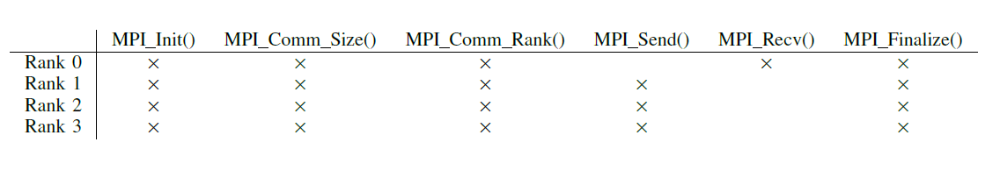 MPI_Init() MPI_Comm_Size() MPI_Comm_Rank() MPI_Send() MPI_Recv() MPI_Finalize()
Rank 0 × × × × ×
Rank 1 × × × × ×
Rank 2 × × × × ×
Rank 3 × × × × ×